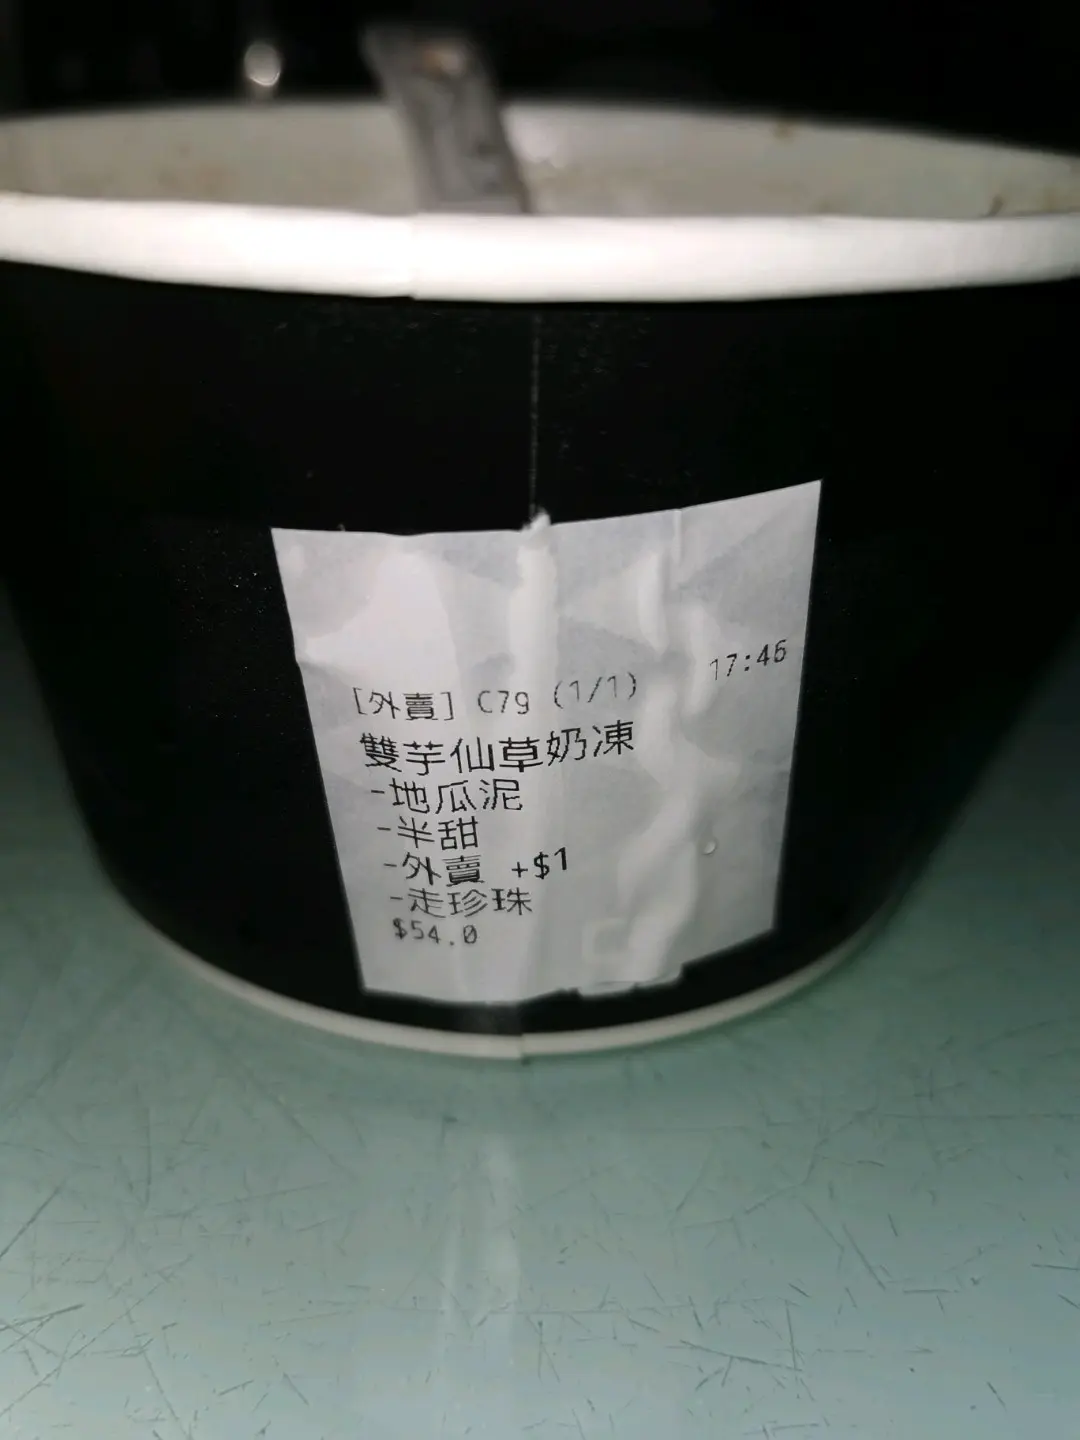 17:46
[外賣] C79 (1/1)
雙芋仙草奶凍
-地瓜泥
-半甜
-外賣 +$1
-走珍珠
$54.0